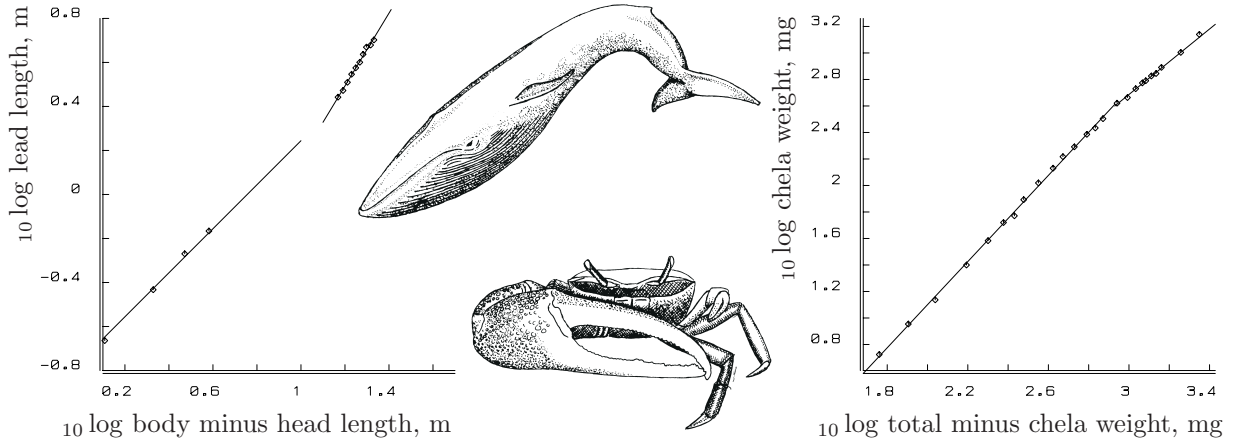 10 log lead length, m
0.8
0.4
0
-0.4
-0.8
0.2 0.6 1 1.4
10 log body minus head length, m
10 log chela weight, mg
3.2
2.8
2.4
2
1.6
1.2
0.8
1.8 2.2 2.6 3 3.4
10 log total minus chela weight, mg